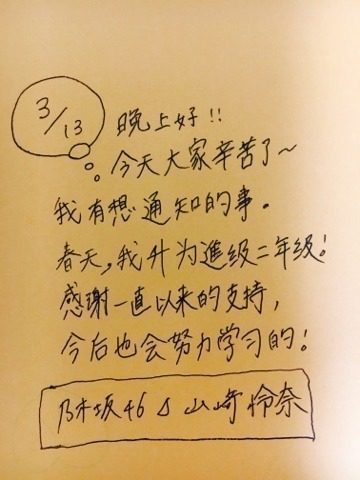 3/13
晩上好!!
今天大家辛苦了~
我有想通知的事。
春天,我升为進级二年级!
感謝一直以来的支持,
今后也会努力学习的!
乃木坂46 △ 山崎怜奈